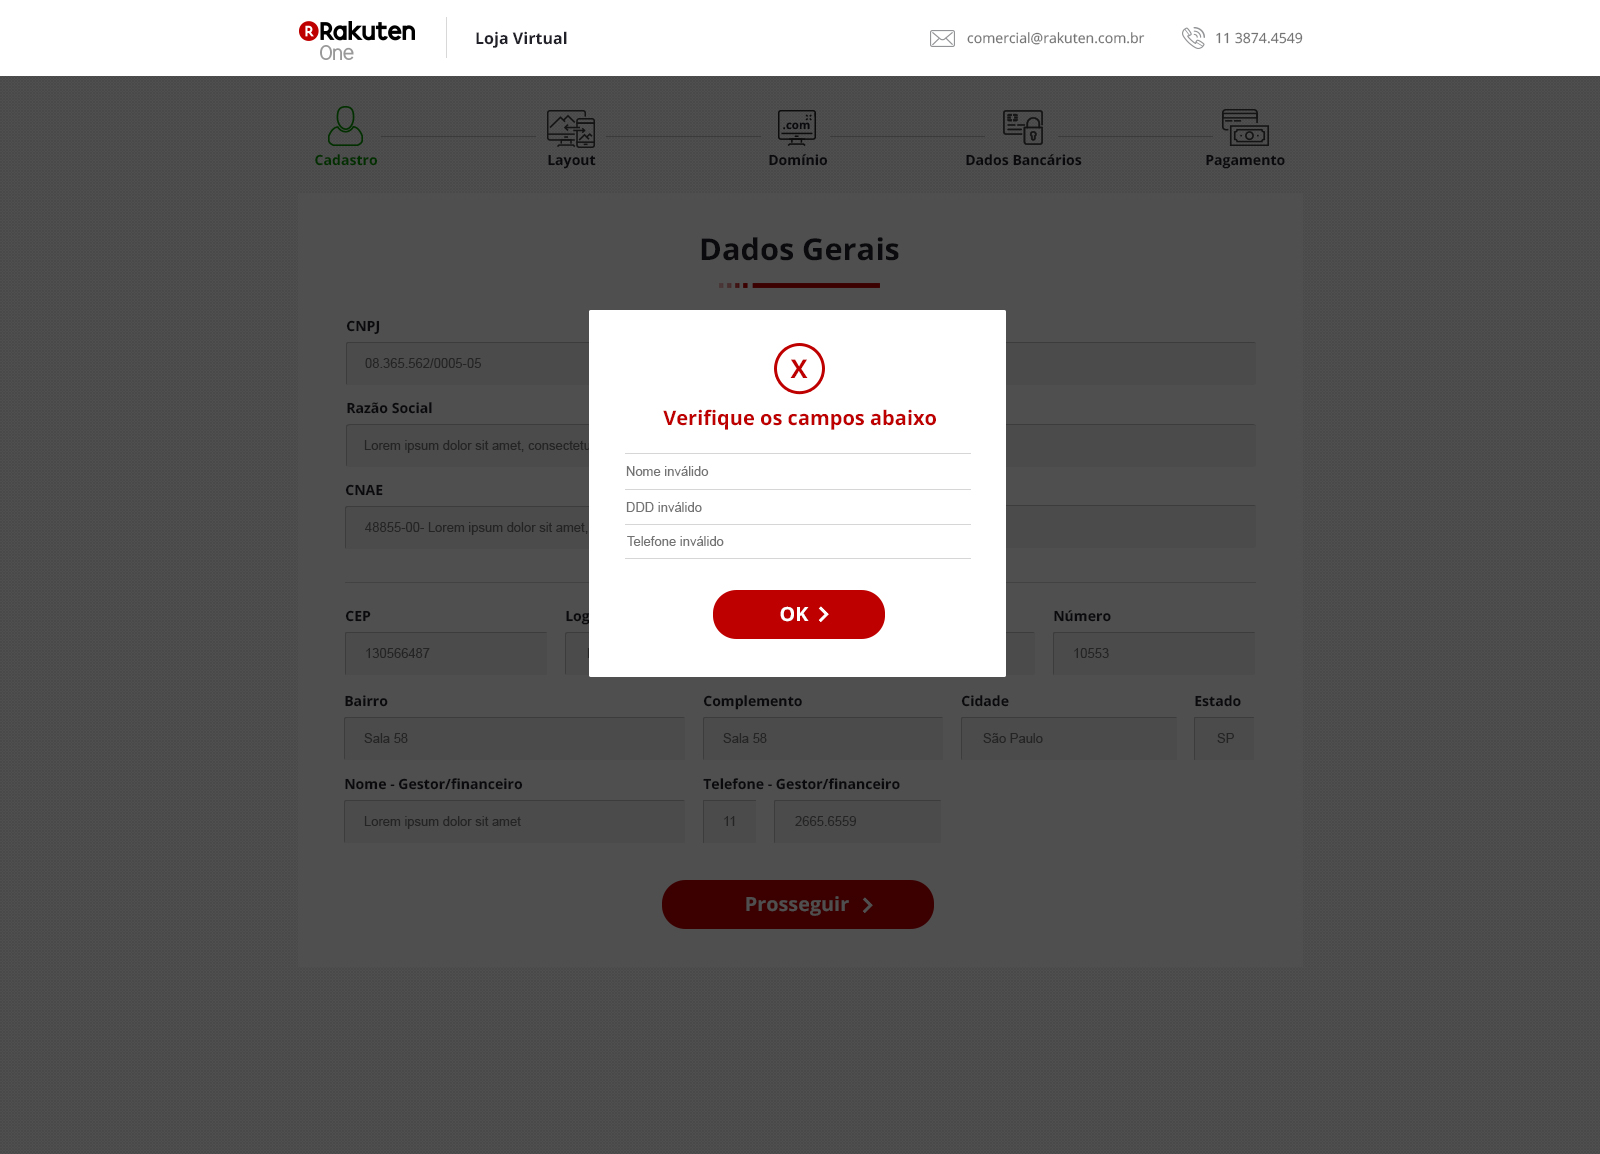 Rakuten
One
Loja Virtual
comercial@rakuten.com.br
11 3874.4549
.com
Cadastro
Layout
Domínio
Dados Bancários
Pagamento
Dados Gerais
CNPJ
08.365.562/0005-05
Razão Social
Lorem ipsum dolor sit amet,
CNAE
48855-00- Lorem ipsum dolor sit amet,
X
Verifique os campos abaixo
Nome inválido
DDD inválido
Telefone inválido
OK
CEP
Número
130566487
10553
Bairro
Complemento
Cidade
Estado
Sala 58
Sala 58
São Paulo
SP
Nome - Gestor/financeiro
Telefone - Gestor/financeiro
Lorem ipsum dolor sit amet
11
2665.6559
Prosseguir